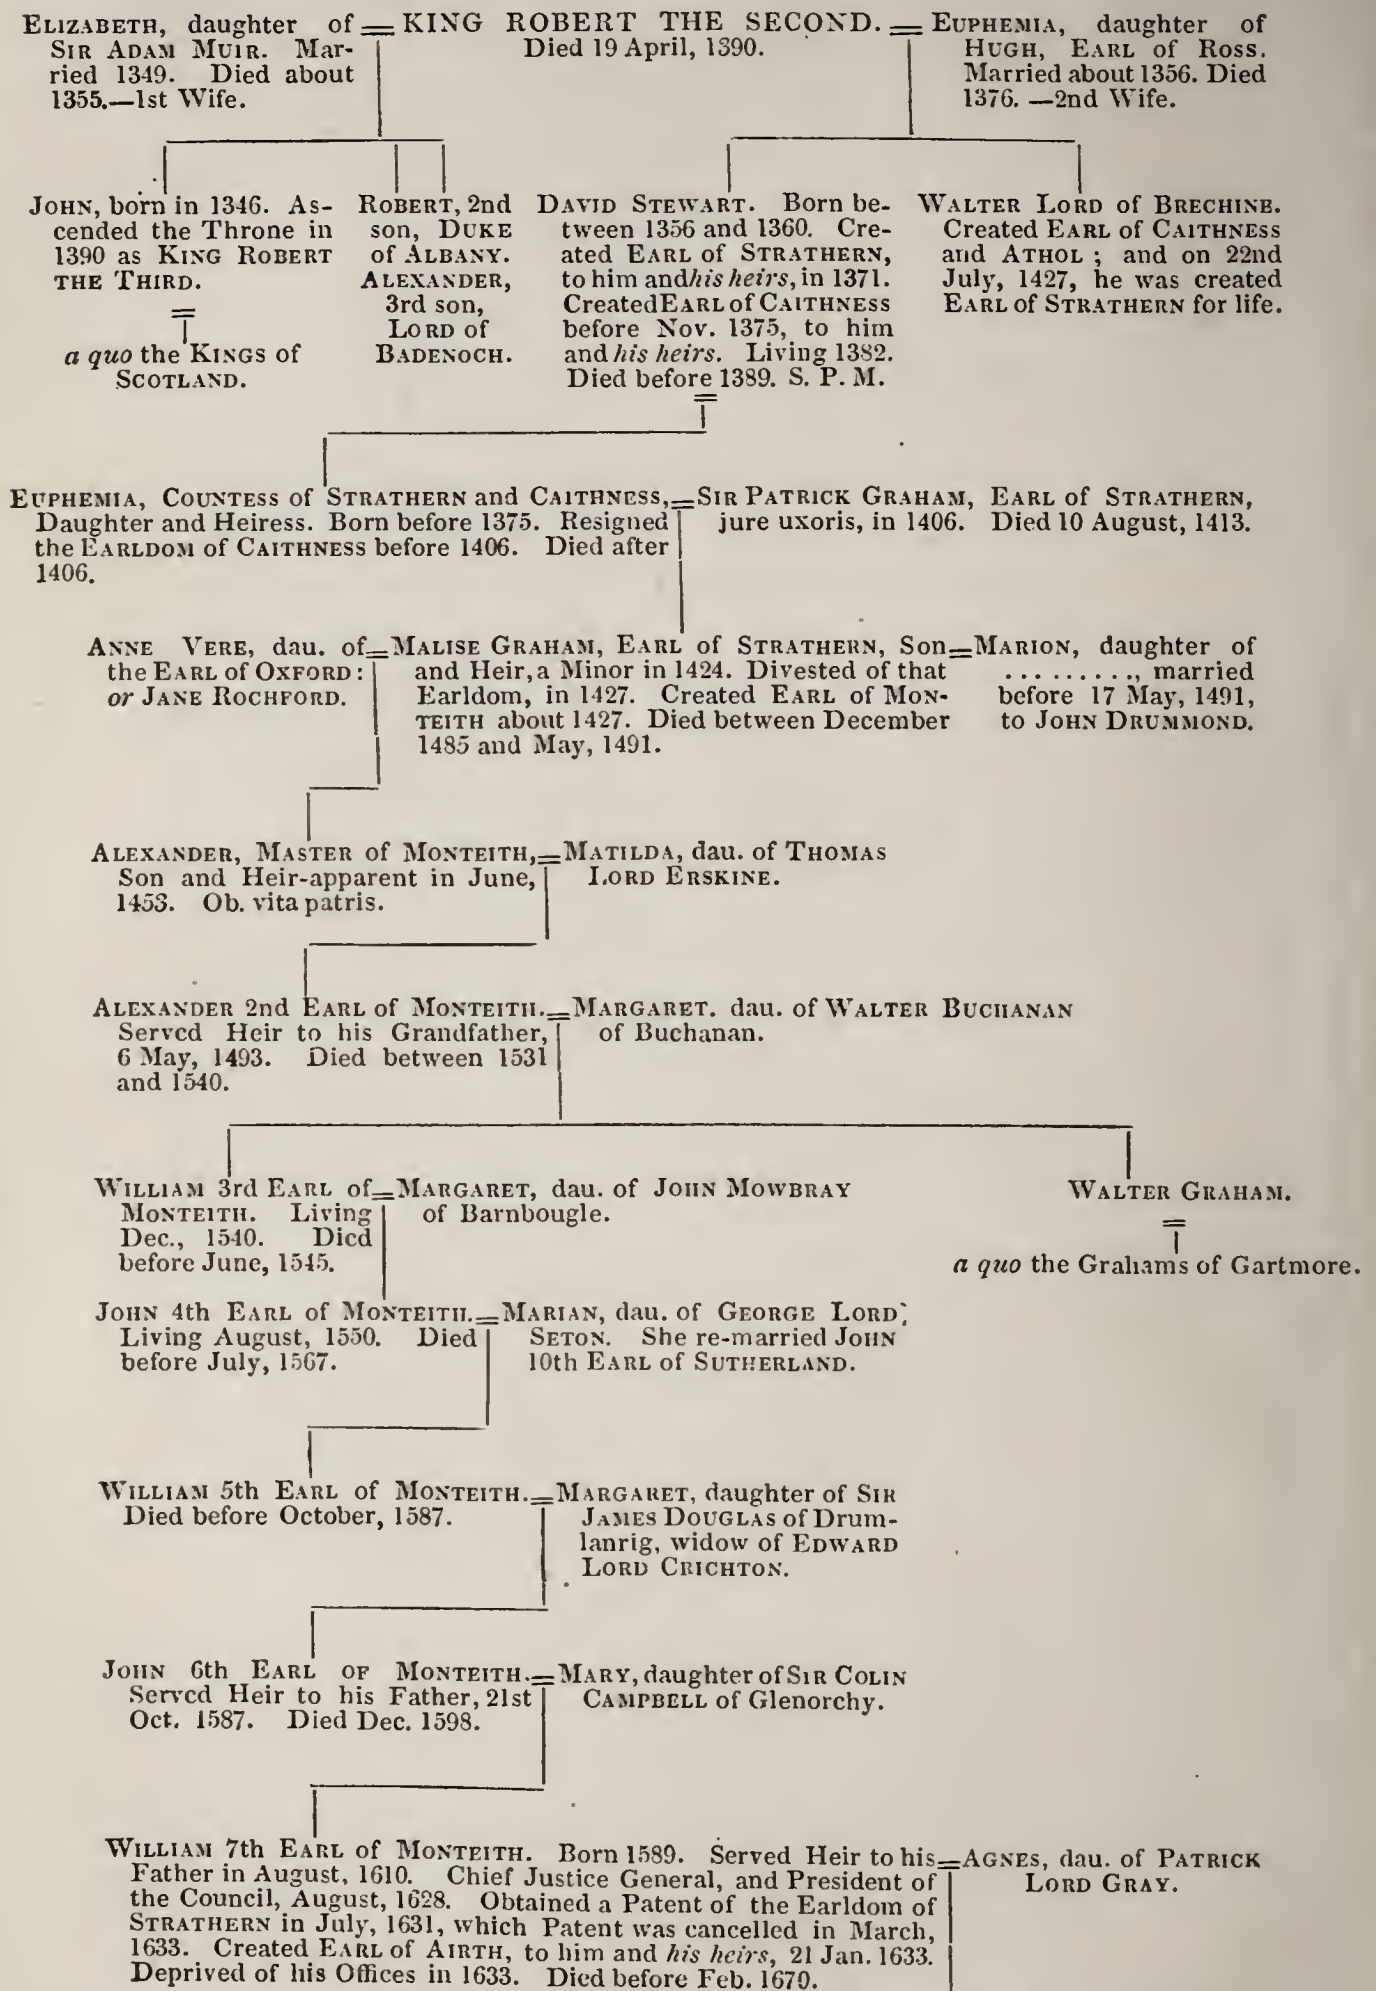 ELIZABETH, daughter of
SIR ADAM MUIR. Mar-
ried 1349. Died about
1355.—1st Wife.
= KING ROBERT THE SECOND. =
Died 19 April, 1390.
EUPHEMIA, daughter of
HUGH, EARL of ROSS.
Married about 1356. Died
1376. —2nd Wife.
JOHN, born in 1346. As-
cended the Throne in
1390 as KING ROBERT
THE THIRD.
=
a quo the KINGS of
SCOTLAND.
ROBERT, 2nd
son, DUKE
of ALBANY.
ALEXANDER,
3rd son,
LORD of
BADENOCH.
DAVID STEWART. Born be-
tween 1356 and 1360. Cre-
ated EARL of STRATHERN,
to him and his heirs, in 1371.
Created EARL of CAITHNESS
before Nov. 1375, to him
and his heirs. Living 1382.
Died before 1389. S. P. M.
=
WALTER LORD of BRECHINE.
Created EARL of CAITHNESS
and ATHOL; and on 22nd
July, 1427, he was created
EARL of STRATHERN for life.
EUPHEMIA, COUNTESS of STRATHERN and CAITHNESS,
Daughter and Heiress. Born before 1375. Resigned
the EARLDOM of CAITHNESS before 1406. Died after
1406.
=SIR PATRICK GRAHAM, EARL of STRATHERN,
jure uxoris, in 1406. Died 10 August, 1413.
ANNE VERE, dau. of
the EARL of OXFORD:
or JANE ROCHFORD.
=MALISE GRAHAM, EARL of STRATHERN, Son
and Heir, a Minor in 1424. Divested of that
Earldom, in 1427. Created EARL of MON-
TEITH about 1427. Died between December
1485 and May, 1491.
=MARION, daughter of
........., married
before 17 May, 1491,
to JOHN DRUMMOND.
ALEXANDER, MASTER of MONTEITH,
Son and Heir-apparent in June,
1453. Ob. vita patris.
=MATILDA, dau. of THOMAS
LORD ERSKINE.
ALEXANDER 2nd EARL of MONTEITH.
Served Heir to his Grandfather,
6 May, 1493. Died between 1531
and 1540.
=MARGARET. dau. of WALTER BUCHANAN
of Buchanan.
WILLIAM 3rd EARL of
MONTEITH. Living
Dec., 1540. Died
before June, 1545.
=MARGARET, dau. of JOHN MOWBRAY
of Barnbougle.
WALTER GRAHAM.
=
a quo the Grahams of Gartmore.
JOHN 4th EARL of MONTEITH.
Living August, 1550. Died
before July, 1567.
=MARIAN, dau. of GEORGE LORD
SETON. She re-married JOHN
10th EARL of SUTHERLAND.
WILLIAM 5th EARL of MONTEITH.
Died before October, 1587.
=MARGARET, daughter of SIR
JAMES DOUGLAS of Drum-
lanrig, widow of EDWARD
LORD CRICHTON.
JOHN 6th EARL OF MONTEITH.
Served Heir to his Father, 21st
Oct. 1587. Died Dec. 1598.
=MARY, daughter of SIR COLIN
CAMPBELL of Glenorchy.
WILLIAM 7th EARL of MONTEITH. Born 1589. Served Heir to his
Father in August, 1610. Chief Justice General, and President of
the Council, August, 1628. Obtained a Patent of the Earldom of
STRATHERN in July, 1631, which Patent was cancelled in March,
1633. Created EARL of AIRTH, to him and his heirs, 21 Jan. 1633.
Deprived of his Offices in 1633. Died before Feb. 1670.
=AGNES, dau. of PATRICK
LORD GRAY.